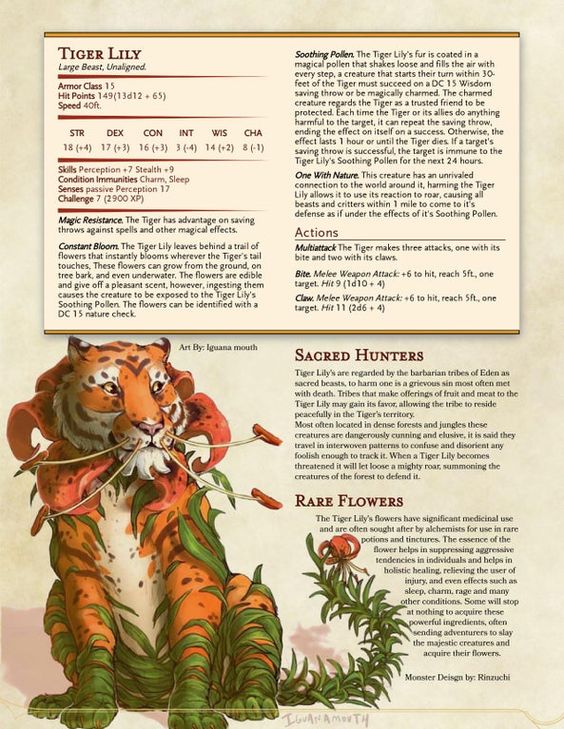 TIGER LILY
Large Beast, Unaligned.
Armor Class 15
Hit Points 149(13d12 + 65)
Speed 40ft.
STR DEX CON INT WIS CHA
18 (+4) 17 (+3) 16 (+3) 3 (-4) 14 (+2) 8 (-1)
Skills Perception +7 Stealth +9
Condition Immunities Charm, Sleep
Senses passive Perception 17
Challenge 7 (2900 XP)
Magic Resistance. The Tiger has advantage on saving
throws against spells and other magical effects.
Constant Bloom. The Tiger Lily leaves behind a trail of
flowers that instantly blooms wherever the Tiger's tail
touches, These flowers can grow from the ground, on
tree bark, and even underwater. The flowers are edible
and give off a pleasant scent, however, ingesting them
causes the creature to be exposed to the Tiger Lily's
Soothing Pollen. The flowers can be identified with a
DC 15 nature check.
Soothing Pollen. The Tiger Lily's fur is coated in a
magical pollen that shakes loose and fills the air with
every step, a creature that starts their turn within 30-
feet of the Tiger must succeed on a DC 15 Wisdom
saving throw or be magically charmed. The charmed
creature regards the Tiger as a trusted friend to be
protected. Each time the Tiger or its allies do anything
harmful to the target, it can repeat the saving throw,
ending the effect on itself on a success. Otherwise, the
effect lasts 1 hour or until the Tiger dies. If a target's
saving throw is successful, the target is immune to the
Tiger Lily's Soothing Pollen for the next 24 hours.
One With Nature. This creature has an unrivaled
connection to the world around it, harming the Tiger
Lily allows it to use its reaction to roar, causing all
beasts and critters within 1 mile to come to it's
defense as if under the effects of it's Soothing Pollen.
Actions
Multiattack The Tiger makes three attacks, one with its
bite and two with its claws.
Bite. Melee Weapon Attack: +6 to hit, reach 5ft., one
target. Hit 9 (1d10 + 4)
Claw. Melee Weapon Attack: +6 to hit, reach 5ft., one
target. Hit 11 (2d6 + 4)
Art By: Iguana mouth
SACRED HUNTERS
Tiger Lily's are regarded by the barbarian tribes of Eden as
sacred beasts, to harm one is a grievous sin most often met
with death. Tribes that make offerings of fruit and meat to the
Tiger Lily may gain its favor, allowing the tribe to reside
peacefully in the Tiger's territory.
Most often located in dense forests and jungles these
creatures are dangerously cunning and elusive, it is said they
travel in interwoven patterns to confuse and disorient any
foolish enough to track it. When a Tiger Lily becomes
threatened it will let loose a mighty roar, summoning the
creatures of the forest to defend it.
RARE FLOWERS
The Tiger Lily's flowers have significant medicinal use
and are often sought after by alchemists for use in rare
potions and tinctures. The essence of the
flower helps in suppressing aggressive
tendencies in individuals and helps in
holistic healing, relieving the user of
injury, and even effects such as
sleep, charm, rage and many
other conditions. Some will stop
at nothing to acquire these
powerful ingredients, often
sending adventurers to slay
the majestic creatures and
acquire their flowers.
Monster Deisgn by: Rinzuchi
IGUANAMOUTH